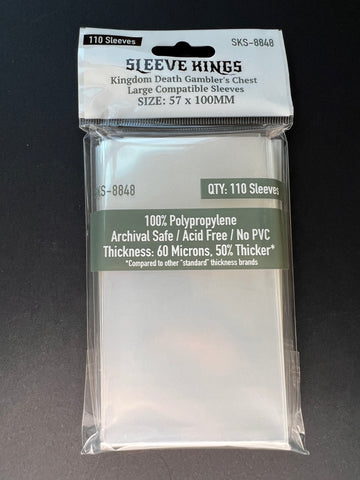 110 Sleeves
SKS-8848
SLEEVE KINGS
Kingdom Death Gambler's Chest
Large Compatible Sleeves
SIZE: 57 x 100MM
SKS-8848
QTY: 110 Sleeves
100% Polypropylene
Archival Safe / Acid Free / No PVC
Thickness: 60 Microns, 50% Thicker*
*Compared to other "standard" thickness brands